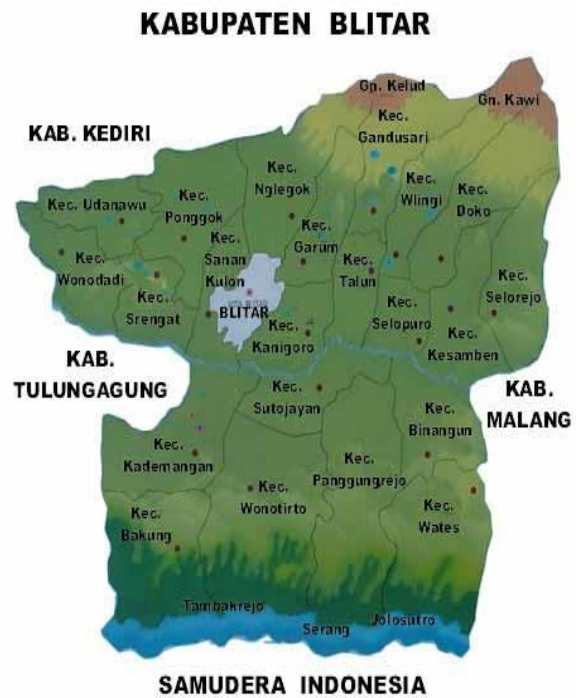 KABUPATEN BLITAR
Gn. Kelud
Gn. Kawi
Kec.
Gandusari
KAB. KEDIRI
Kec.
Nglegok
Kec.
Wlingi
Kec.
Doko
Kec. Udanawu
Kec.
Ponggok
Kec.
Garum
Kec.
Sanan
Kulon
Kec.
Talun
Kec.
Wonodadi
Kec.
Selorejo
Kec.
Srengat
BLITAR
Kec.
Selopuro
Kec.
Kanigoro
Kec.
Kesamben
KAB.
TULUNGAGUNG
KAB.
MALANG
Kec.
Sutojayan
Kec.
Binangun
Kec.
Kademangan
Kec.
Panggungrejo
Kec.
Wonotirto
Kec.
Wates
Kec.
Bakung
Tambakrejo
Serang
Jolosutro
SAMUDERA INDONESIA